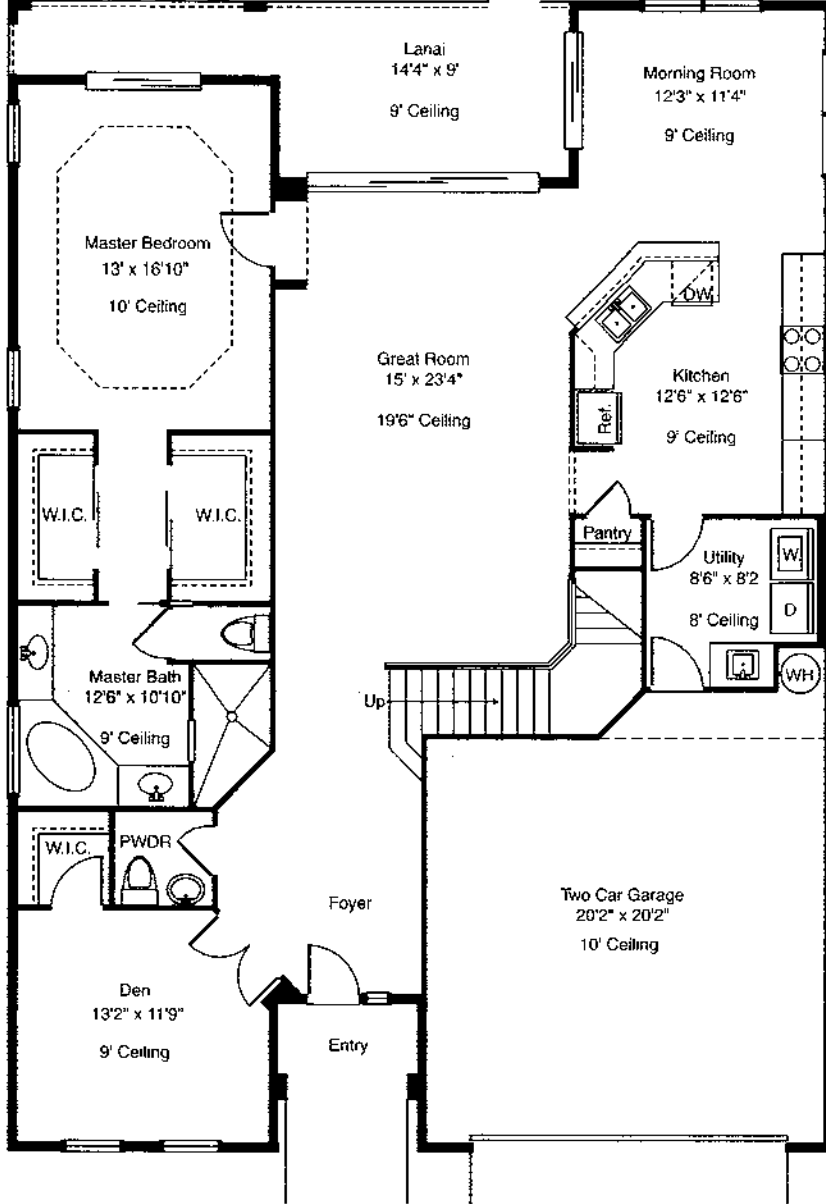 Lanai
14'4" x 9'
9' Ceiling
Morning Room
12'3" x 11'4"
9' Ceiling
Master Bedroom
13' x 16'10"
10' Ceiling
DW
Great Room
15' x 23'4"
19'6" Ceiling
Kitchen
12'6" x 12'6"
9' Ceiling
Ref.
W.I.C.
W.I.C.
Pantry
Utility
8'6" x 8'2
8' Ceiling
W
D
WH
Master Bath
12'6" x 10'10"
9' Ceiling
Up
W.I.C.
PWDR
Foyer
Two Car Garage
20'2" x 20'2"
10' Ceiling
Den
13'2" x 11'9"
9' Ceiling
Entry